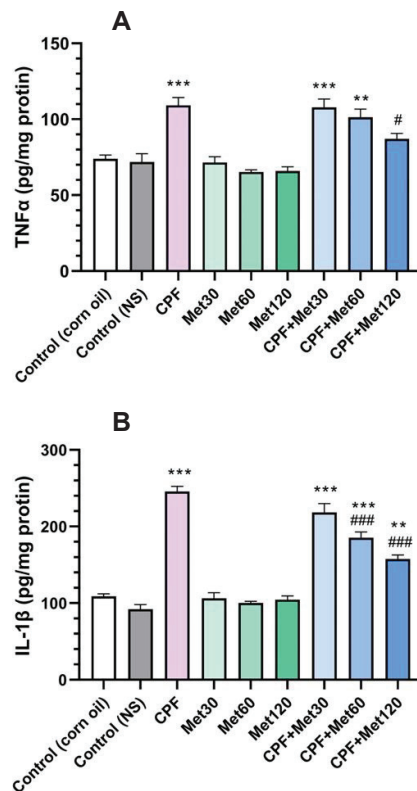 A
TNFα (pg/mg protin)
150
100
50
0
***
***
**
#
Control (corn oil)
Control (NS)
CPF
Met30
Met60
Met120
CPF+Met30
CPF+Met60
CPF+Met120
B
IL-1β (pg/mg protin)
300
200
100
0
***
***
***
###
**
###
Control (corn oil)
Control (NS)
CPF
Met30
Met60
Met120
CPF+Met30
CPF+Met60
CPF+Met120